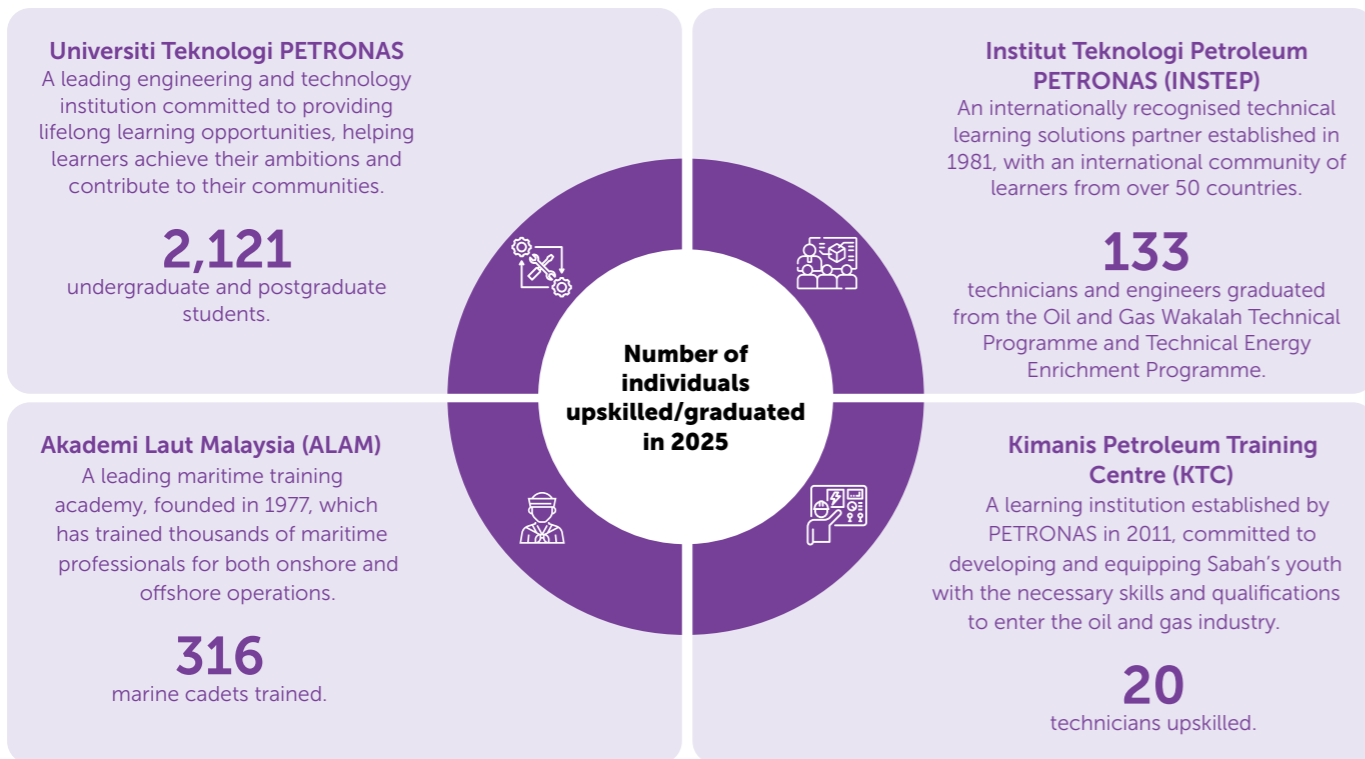 Universiti Teknologi PETRONAS
A leading engineering and technology
institution committed to providing
lifelong learning opportunities, helping
learners achieve their ambitions and
contribute to their communities.
2,121
undergraduate and postgraduate
students.
Institut Teknologi Petroleum
PETRONAS (INSTEP)
An internationally recognised technical
learning solutions partner established in
1981, with an international community of
learners from over 50 countries.
133
technicians and engineers graduated
from the Oil and Gas Wakalah Technical
Programme and Technical Energy
Enrichment Programme.
Number of
individuals
upskilled/graduated
in 2025
Akademi Laut Malaysia (ALAM)
A leading maritime training
academy, founded in 1977, which
has trained thousands of maritime
professionals for both onshore and
offshore operations.
316
marine cadets trained.
Kimanis Petroleum Training
Centre (KTC)
A learning institution established by
PETRONAS in 2011, committed to
developing and equipping Sabah’s youth
with the necessary skills and qualifications
to enter the oil and gas industry.
20
technicians upskilled.